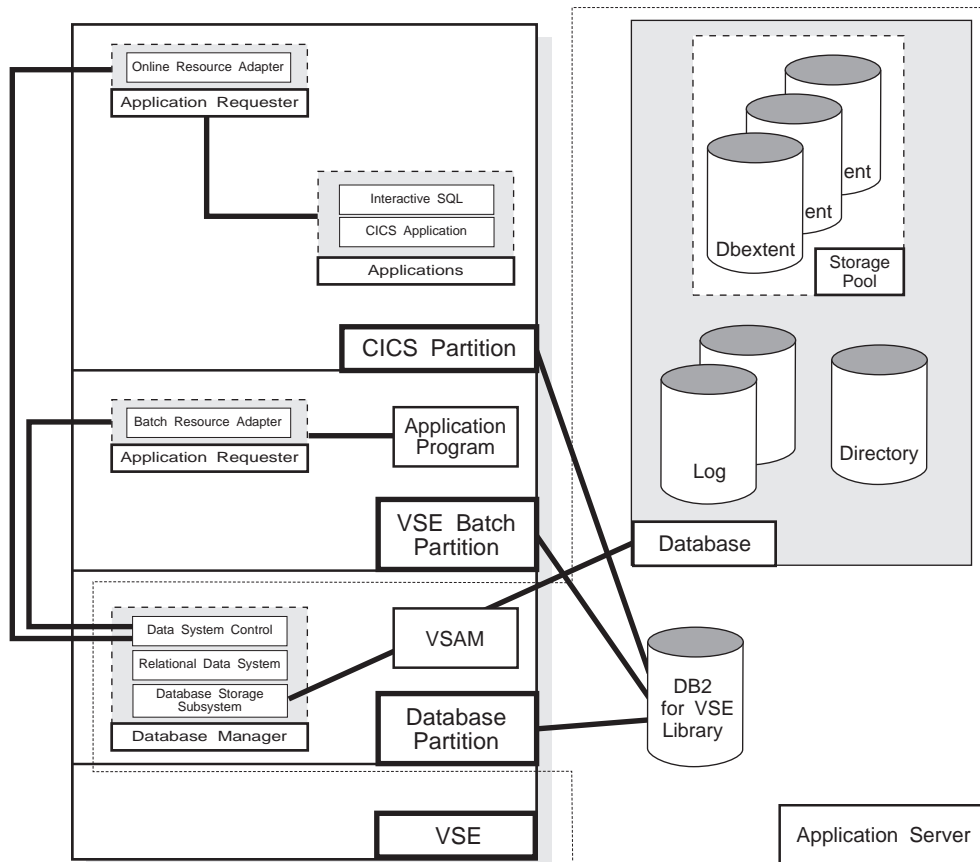 Online Resource Adapter
Application Requester
Interactive SQL
CICS Application
Applications
CICS Partition
Batch Resource Adapter
Application Requester
Application
Program
VSE Batch
Partition
Data System Control
Relational Data System
Database Storage
Subsystem
Database Manager
VSAM
Database
Partition
VSE
ent
ent
Dbextent
Storage
Pool
Log
Directory
Database
DB2
for VSE
Library
Application Server